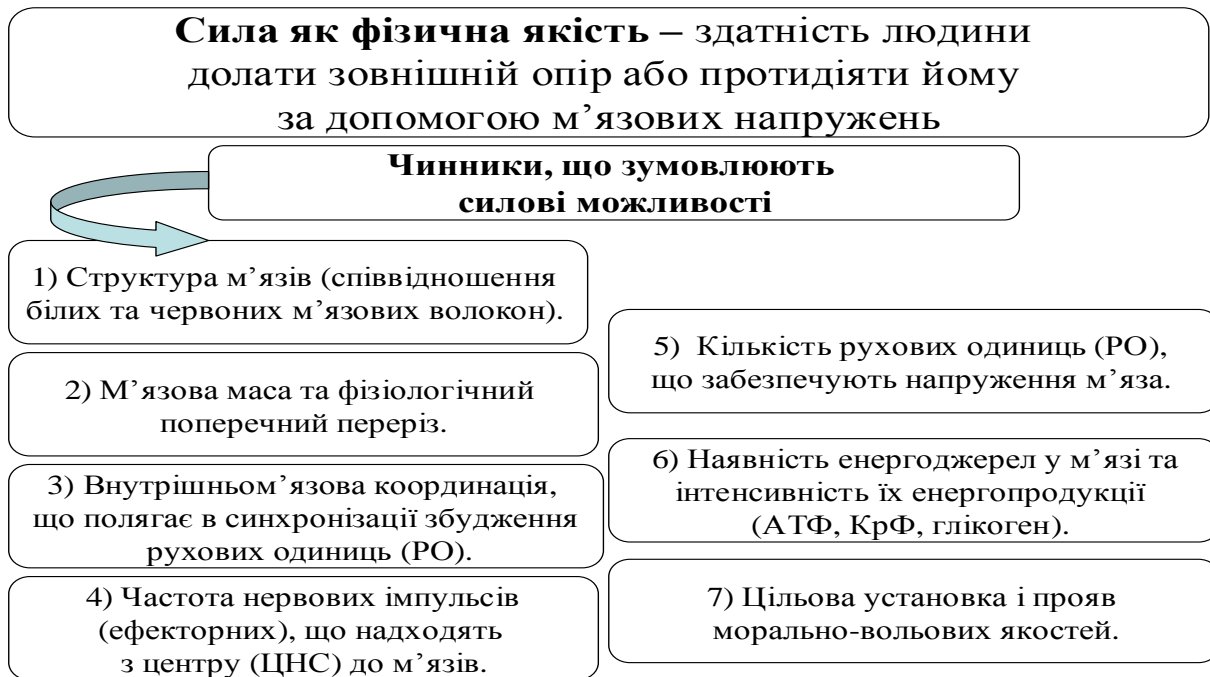 Сила як фізична якість – здатність людини
долати зовнішній опір або протидіяти йому
за допомогою м’язових напружень
Чинники, що зумовлюють
силові можливості
1) Структура м’язів (співвідношення
білих та червоних м’язових волокон).
2) М’язова маса та фізіологічний
поперечний переріз.
3) Внутрішньом’язова координація,
що полягає в синхронізації збудження
рухових одиниць (РО).
4) Частота нервових імпульсів
(ефекторних), що надходять
з центру (ЦНС) до м’язів.
5) Кількість рухових одиниць (РО),
що забезпечують напруження м’яза.
6) Наявність енергоджерел у м’язі та
інтенсивність їх енергопродукції
(АТФ, КрФ, глікоген).
7) Цільова установка і прояв
морально-вольових якостей.